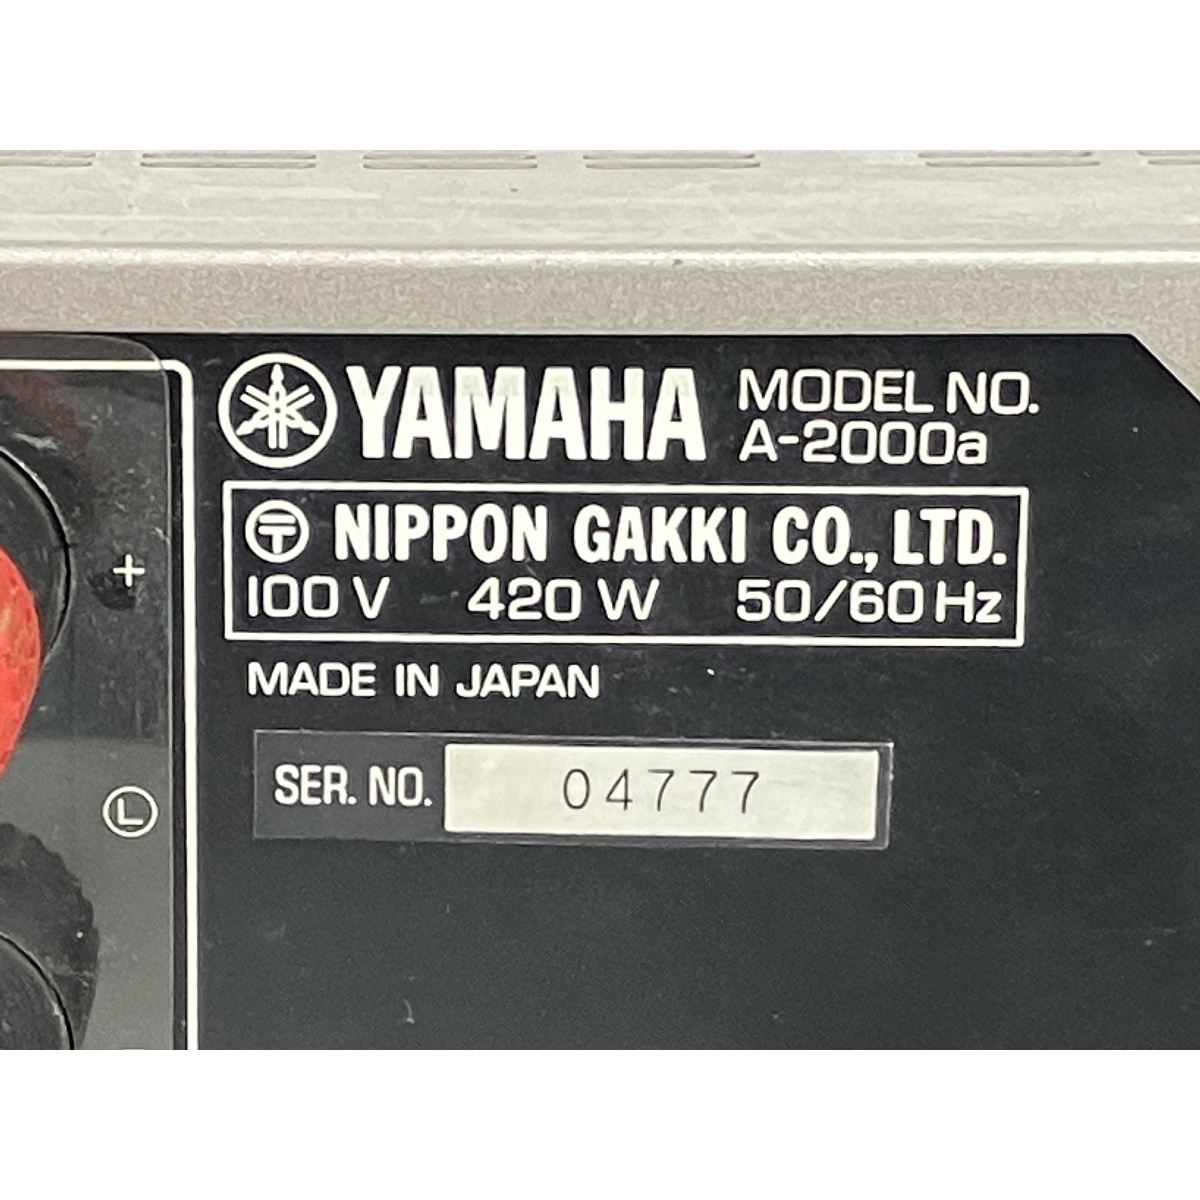 YAMAHA
MODEL NO.
A-2000a
〒 NIPPON GAKKI CO., LTD.
100 V 420 W 50/60 Hz
MADE IN JAPAN
SER. NO. 04777
+
L